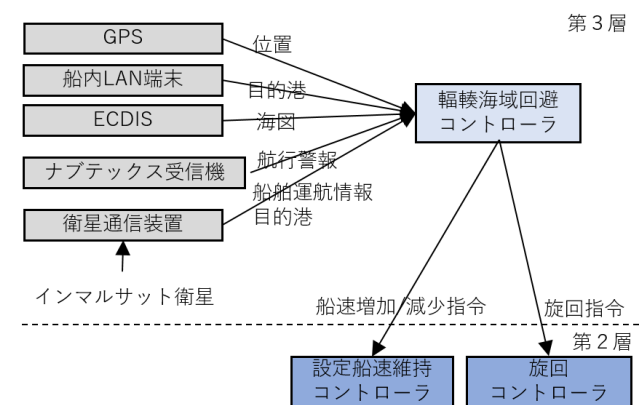 第３層
GPS
位置
船内LAN端末
目的港
輻輳海域回避
コントローラ
ECDIS
海図
航行警報
ナブテックス受信機
船舶運航情報
目的港
衛星通信装置
インマルサット衛星
船速増加/減少指令
旋回指令
第２層
設定船速維持
コントローラ
旋回
コントローラ